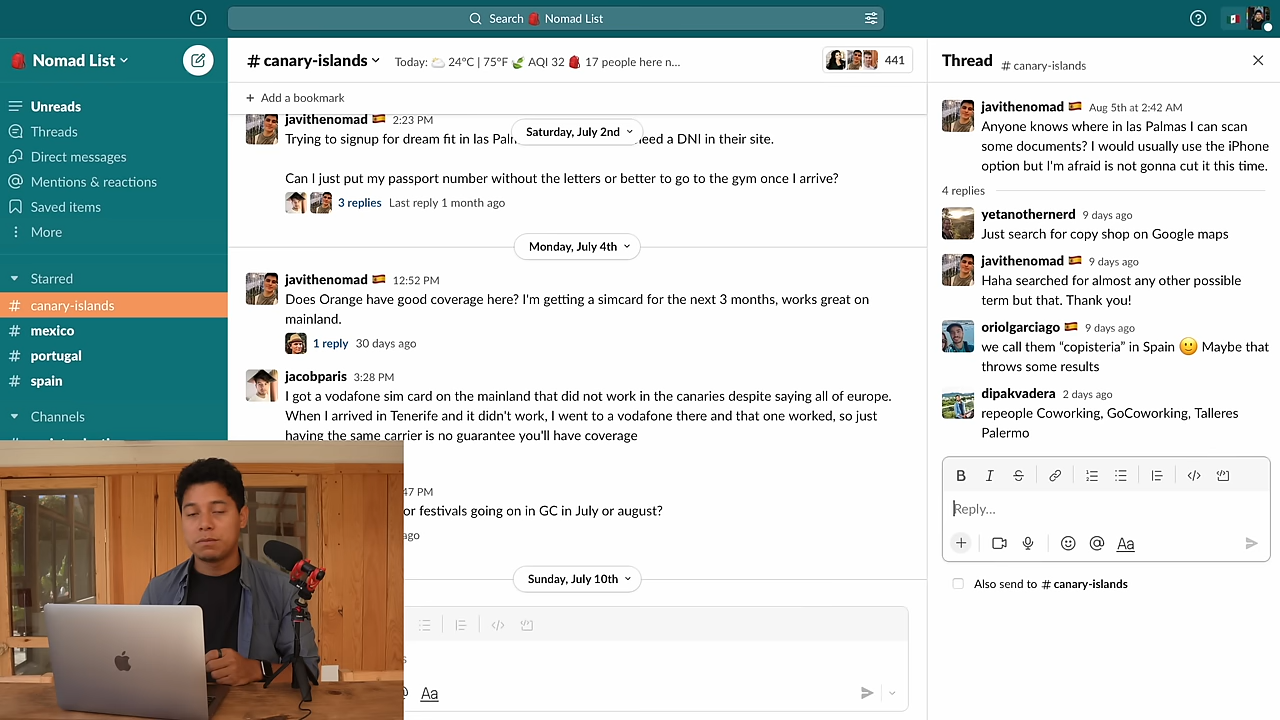 Search Nomad List
Nomad List
# canary-islands
Today: 24°C | 75°F AQI 32 17 people here n...
441
Add a bookmark
Unreads
Threads
Direct messages
Mentions & reactions
Saved items
More
Starred
# canary-islands
# mexico
# portugal
# spain
Channels
javithenomad 2:23 PM
Saturday, July 2nd
Trying to signup for dream fit in las need a DNI in their site.
Can I just put my passport number without the letters or better to go to the gym once I arrive?
3 replies Last reply 1 month ago
Monday, July 4th
javithenomad 12:52 PM
Does Orange have good coverage here? I'm getting a simcard for the next 3 months, works great on
mainland.
1 reply 30 days ago
jacobparis 3:28 PM
I got a vodafone sim card on the mainland that did not work in the canaries despite saying all of europe.
When I arrived in Tenerife and it didn't work, I went to a vodafone there and that one worked, so just
having the same carrier is no guarantee you'll have coverage
47 PM
or festivals going on in GC in July or august?
ago
Sunday, July 10th
Aa
Thread # canary-islands
javithenomad Aug 5th at 2:42 AM
Anyone knows where in las Palmas I can scan
some documents? I would usually use the iPhone
option but I'm afraid is not gonna cut it this time.
4 replies
yetanothernerd 9 days ago
Just search for copy shop on Google maps
javithenomad 9 days ago
Haha searched for almost any other possible
term but that. Thank you!
oriolgarciago 9 days ago
we call them “copisteria” in Spain 🙂 Maybe that
throws some results
dipakvadera 2 days ago
repeople Coworking, GoCoworking, Talleres
Palermo
B I S
Reply...
Aa
Also send to # canary-islands